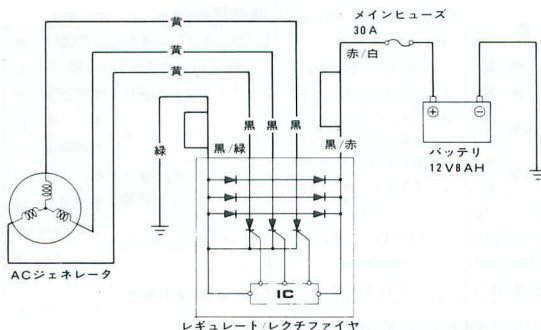 黄
黄
黄
メインヒューズ
30A
赤/白
緑
黒
黒
黒
黒/緑
黒/赤
バッテリ
12V8AH
ACジェネレータ
IC
レギュレート/レクチファイヤ